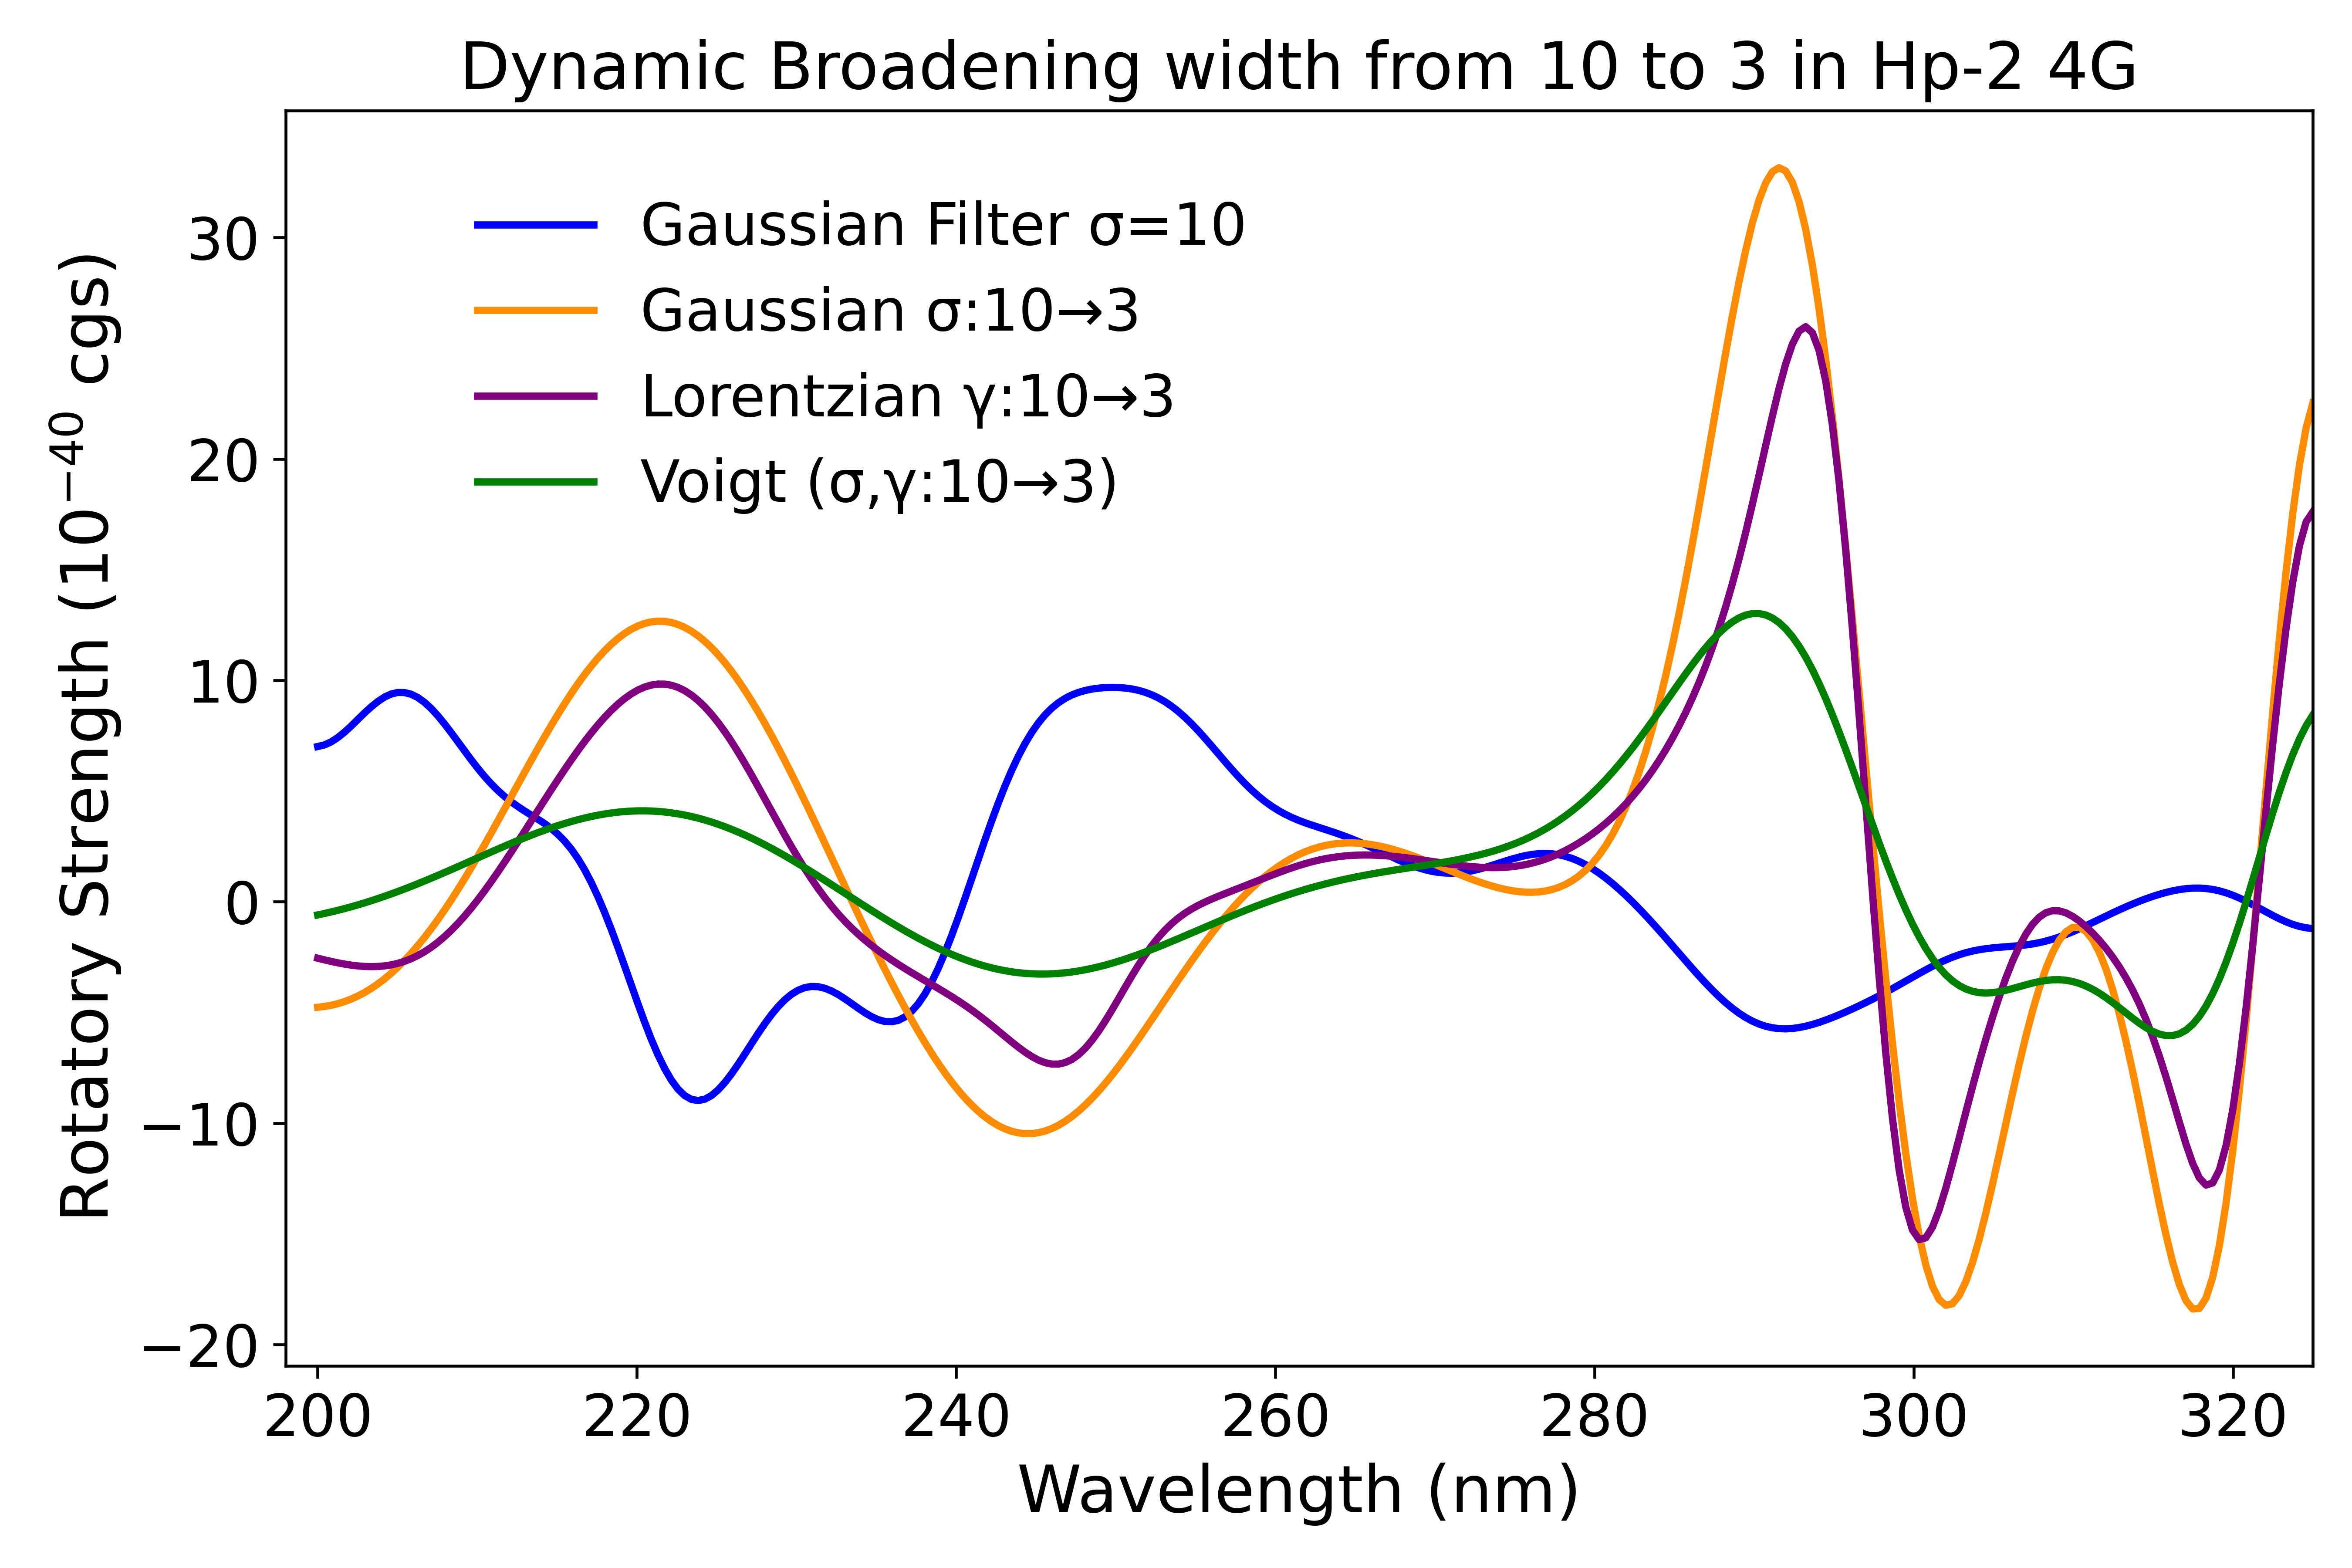 Dynamic Broadening width from 10 to 3 in Hp-2 4G
Gaussian Filter σ=10
Gaussian σ:10→3
Lorentzian γ:10→3
Voigt (σ,γ:10→3)
Rotatory Strength (10⁻⁴⁰ cgs)
30
20
10
0
−10
−20
200 220 240 260 280 300 320
Wavelength (nm)